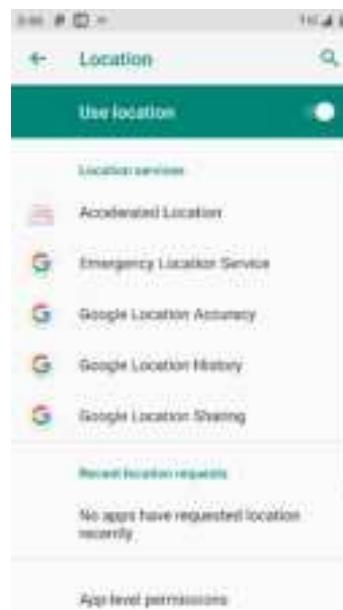 Location
Use location
Location services
Accelerated Location
Emergency Location Service
Google Location Accuracy
Google Location History
Google Location Sharing
Recent location requests
No apps have requested location
recently
App-level permissions